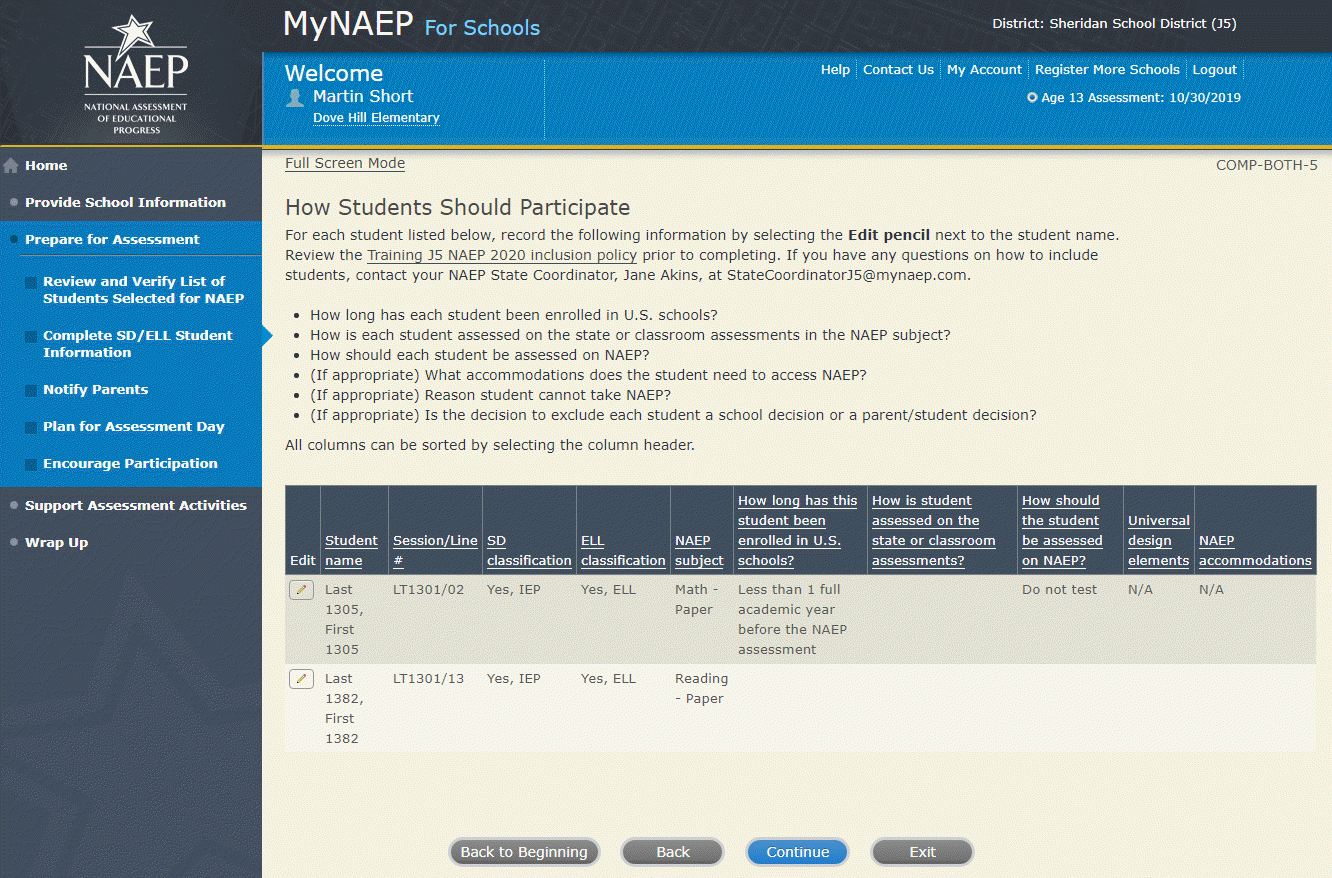 NAEP
NATIONAL ASSESSMENT
OF EDUCATIONAL
PROGRESS
MyNAEP For Schools
District: Sheridan School District (J5)
Welcome
Martin Short
Dove Hill Elementary
Help
Contact Us
My Account
Register More Schools
Logout
Age 13 Assessment: 10/30/2019
Home
Provide School Information
Prepare for Assessment
Review and Verify List of
Students Selected for NAEP
Complete SD/ELL Student
Information
Notify Parents
Plan for Assessment Day
Encourage Participation
Support Assessment Activities
Wrap Up
Full Screen Mode
COMP-BOTH-5
How Students Should Participate
For each student listed below, record the following information by selecting the Edit pencil next to the student name.
Review the Training J5 NAEP 2020 inclusion policy prior to completing. If you have any questions on how to include
students, contact your NAEP State Coordinator, Jane Akins, at StateCoordinatorJ5@mynaep.com.
• How long has each student been enrolled in U.S. schools?
• How is each student assessed on the state or classroom assessments in the NAEP subject?
• How should each student be assessed on NAEP?
• (If appropriate) What accommodations does the student need to access NAEP?
• (If appropriate) Reason student cannot take NAEP?
• (If appropriate) Is the decision to exclude each student a school decision or a parent/student decision?
All columns can be sorted by selecting the column header.
Edit
Student
name
Session/Line
#
SD
classification
ELL
classification
NAEP
subject
How long has this
student been
enrolled in U.S.
schools?
How is student
assessed on the
state or classroom
assessments?
How should
the student
be assessed
on NAEP?
Universal
design
elements
NAEP
accommodations
Last
1305,
First
1305
LT1301/02
Yes, IEP
Yes, ELL
Math -
Paper
Less than 1 full
academic year
before the NAEP
assessment
Do not test
N/A
N/A
Last
1382,
First
1382
LT1301/13
Yes, IEP
Yes, ELL
Reading
- Paper
Back to Beginning
Back
Continue
Exit